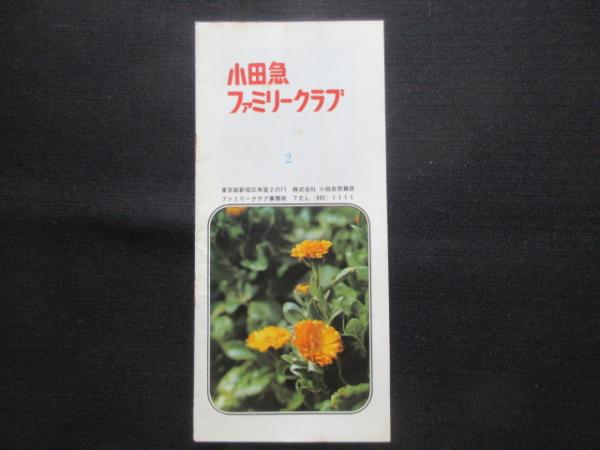 小田急
ファミリークラブ
2
東京都新宿区角筈2の71 株式会社 小田急百貨店
ファミリークラブ事務局 TEL (342) 1111